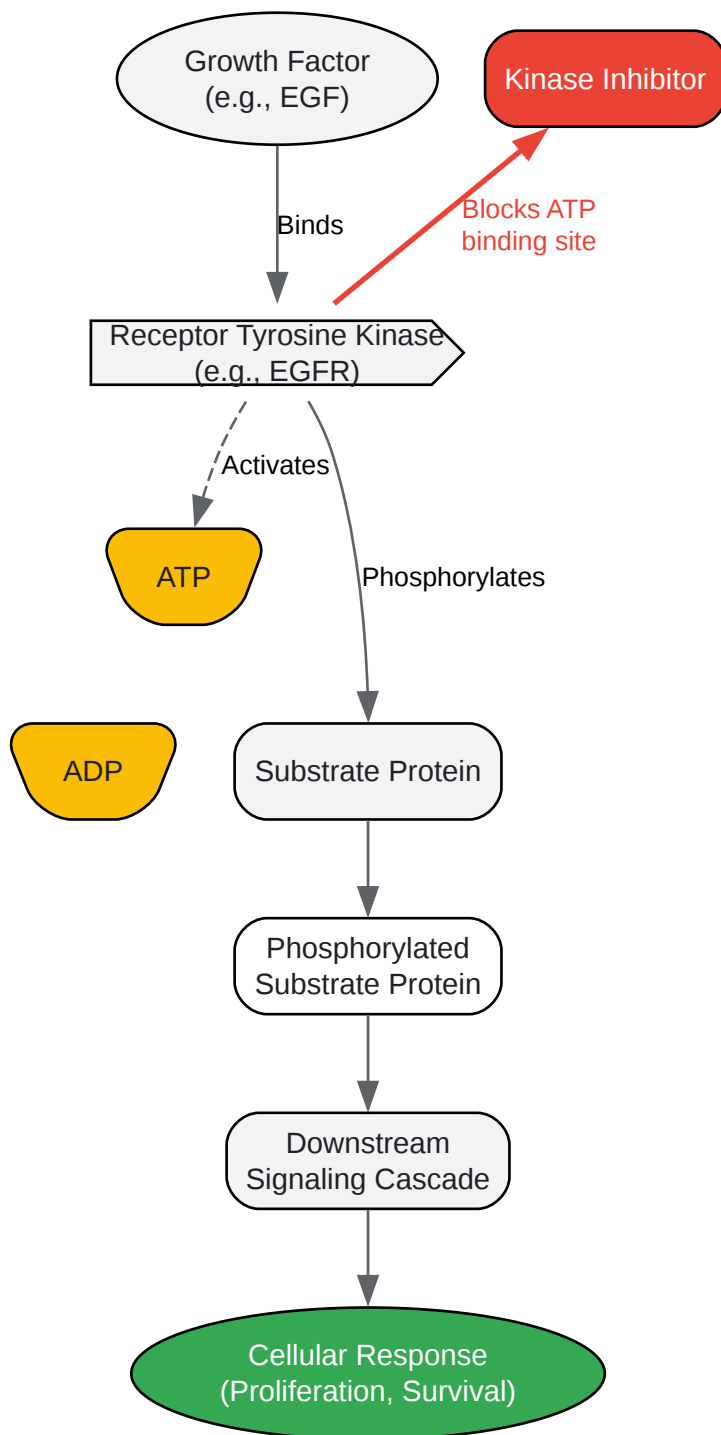 Growth Factor
(e.g., EGF)
Kinase Inhibitor
Binds
Blocks ATP
binding site
Receptor Tyrosine Kinase
(e.g., EGFR)
Activates
ATP
Phosphorylates
ADP
Substrate Protein
Phosphorylated
Substrate Protein
Downstream
Signaling Cascade
Cellular Response
(Proliferation, Survival)